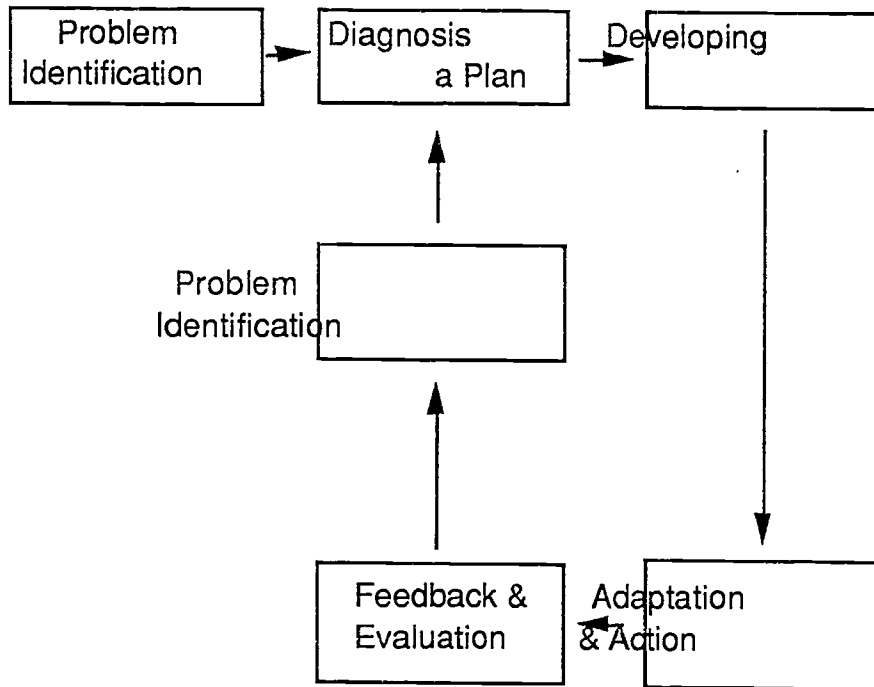 Problem
Identification
Diagnosis
a Plan
Developing
Problem
Identification
Feedback &
Evaluation
Adaptation
& Action